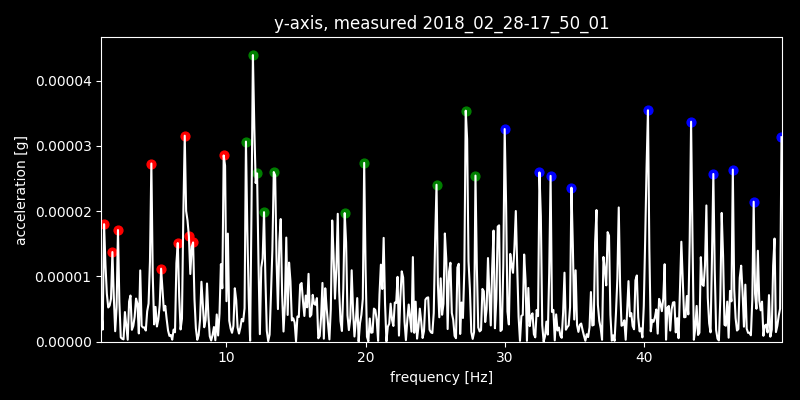 y-axis, measured 2018_02_28-17_50_01
0.00004
0.00003
0.00002
0.00001
0.00000
acceleration [g]
10 20 30 40
frequency [Hz]